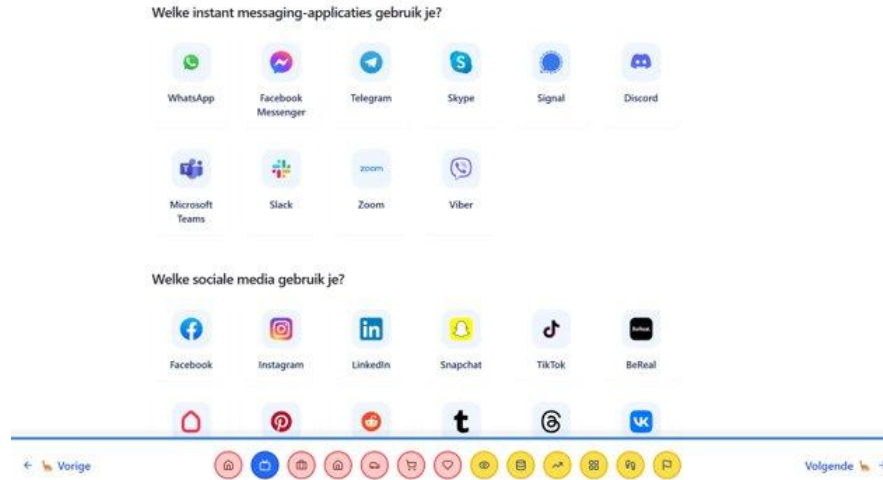 Welke instant messaging-applicaties gebruik je?
WhatsApp
Facebook
Messenger
Telegram
Skype
Signal
Discord
zoom
Microsoft
Teams
Slack
Zoom
Viber
Welke sociale media gebruik je?
BeReal.
Facebook
Instagram
LinkedIn
Snapchat
TikTok
BeReal
← Vorige
Volgende →